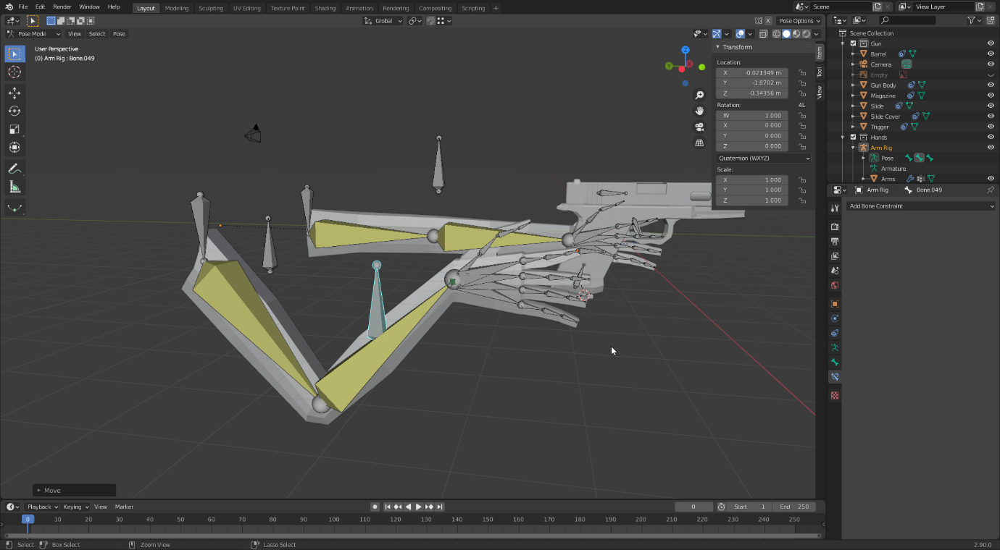 File Edit Render Window Help Layout Modeling Sculpting UV Editing Texture Paint Shading Animation Rendering Compositing Scripting + Scene View Layer
Global Pose Options
Pose Mode View Select Pose
User Perspective
(0) Arm Rig : Bone.049
Transform
Location:
X -0.021349 m
Y -1.8702 m
Z -0.34356 m
Rotation: 4L
W 1.000
X 0.000
Y 0.000
Z 0.000
Quaternion (WXYZ)
Scale:
X 1.000
Y 1.000
Z 1.000
Item
Tool
View
Z
Y
X
Scene Collection
Gun
Barrel
Camera
Empty
Gun Body
Magazine
Slide
Slide Cover
Trigger
Hands
Arm Rig
Pose
Armature
Arms
Arm Rig Bone.049
Add Bone Constraint
Move
Playback Keying View Marker 0 Start 1 End 250
0 10 20 30 40 50 60 70 80 90 100 110 120 130 140 150 160 170 180 190 200 210 220 230 240 250
Select Box Select Zoom View Lasso Select 2.90.0